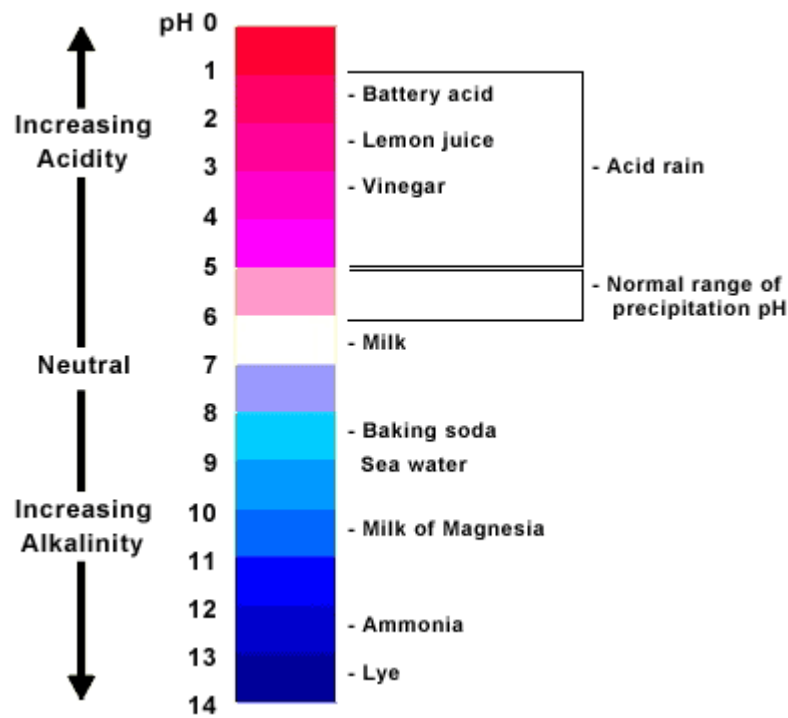 pH 0
1
2
3
4
5
6
7
8
9
10
11
12
13
14
Increasing
Acidity
Neutral
Increasing
Alkalinity
- Battery acid
- Lemon juice
- Vinegar
- Acid rain
- Normal range of
precipitation pH
- Milk
- Baking soda
Sea water
- Milk of Magnesia
- Ammonia
- Lye